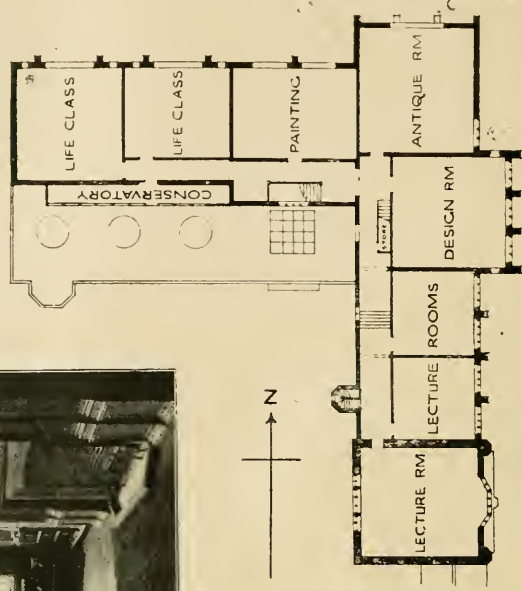 LIFE CLASS
LIFE CLASS
PAINTING
ANTIQUE RM
CONSERVATORY
STORE
DESIGN RM
LECTURE ROOMS
N
LECTURE RM